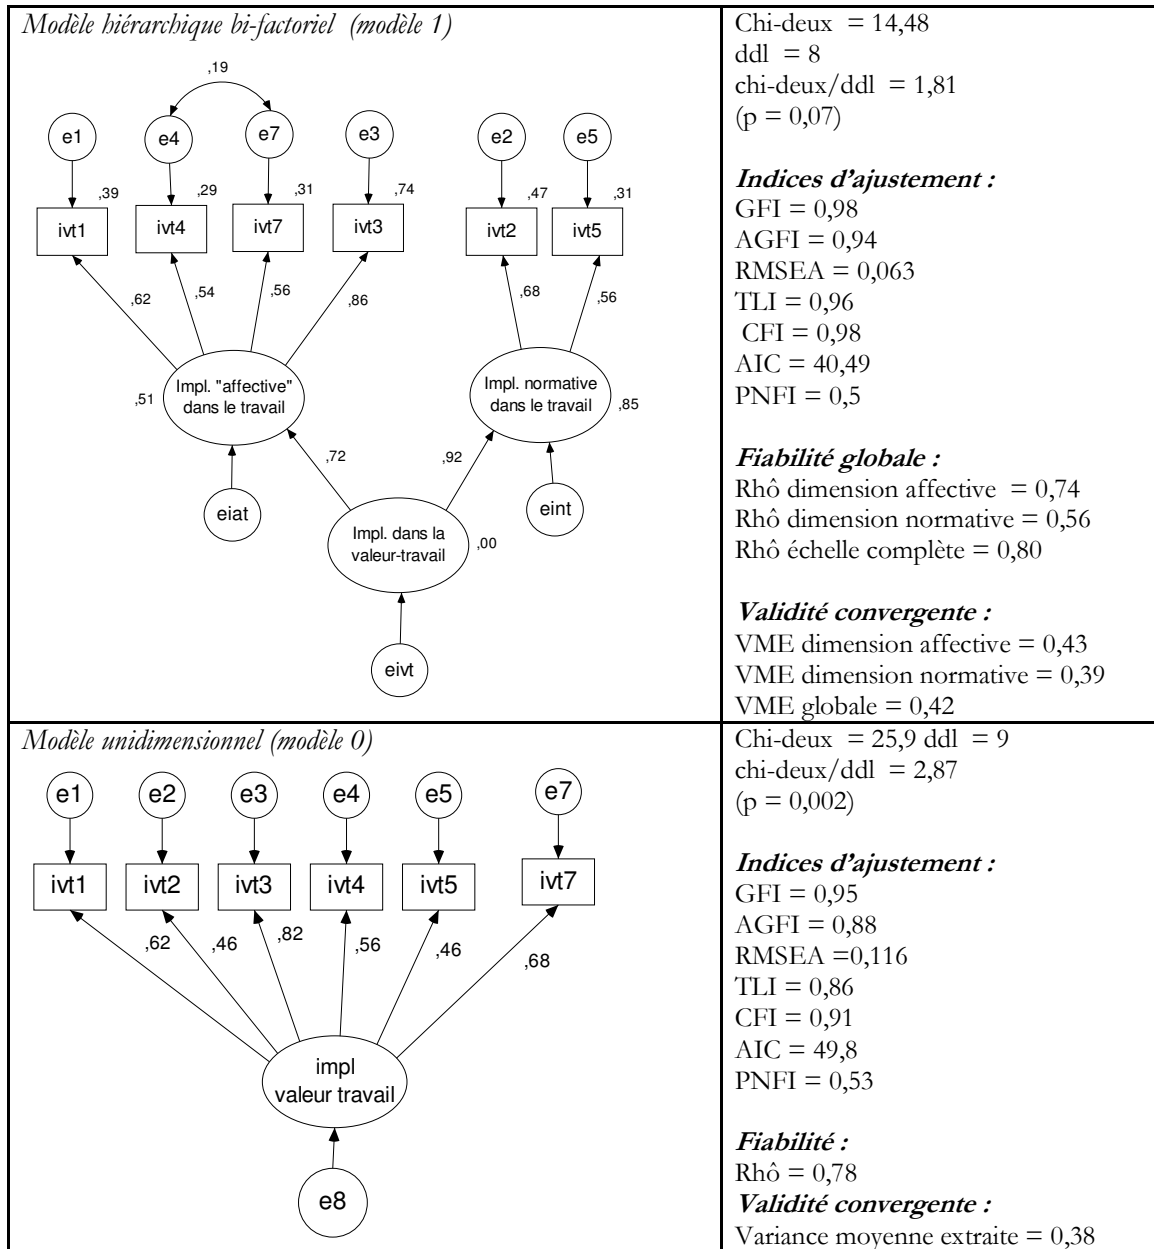 Modèle hiérarchique bi-factoriel (modèle 1)
,19
e1
e4
e7
e3
e2
e5
,39
,29
,31
,74
,47
,31
ivt1
ivt4
ivt7
ivt3
ivt2
ivt5
,62
,54
,56
,86
,68
,56
Impl. "affective"
dans le travail
,51
Impl. normative
dans le travail
,85
,72
,92
eiat
eint
Impl. dans la
valeur-travail
,00
eivt
Chi-deux = 14,48
ddl = 8
chi-deux/ddl = 1,81
(p = 0,07)
Indices d'ajustement :
GFI = 0,98
AGFI = 0,94
RMSEA = 0,063
TLI = 0,96
CFI = 0,98
AIC = 40,49
PNFI = 0,5
Fiabilité globale :
Rhô dimension affective = 0,74
Rhô dimension normative = 0,56
Rhô échelle complète = 0,80
Validité convergente :
VME dimension affective = 0,43
VME dimension normative = 0,39
VME globale = 0,42
Modèle unidimensionnel (modèle 0)
e1
e2
e3
e4
e5
e7
ivt1
ivt2
ivt3
ivt4
ivt5
ivt7
,62
,46
,82
,56
,46
,68
impl
valeur travail
e8
Chi-deux = 25,9 ddl = 9
chi-deux/ddl = 2,87
(p = 0,002)
Indices d'ajustement :
GFI = 0,95
AGFI = 0,88
RMSEA =0,116
TLI = 0,86
CFI = 0,91
AIC = 49,8
PNFI = 0,53
Fiabilité :
Rhô = 0,78
Validité convergente :
Variance moyenne extraite = 0,38